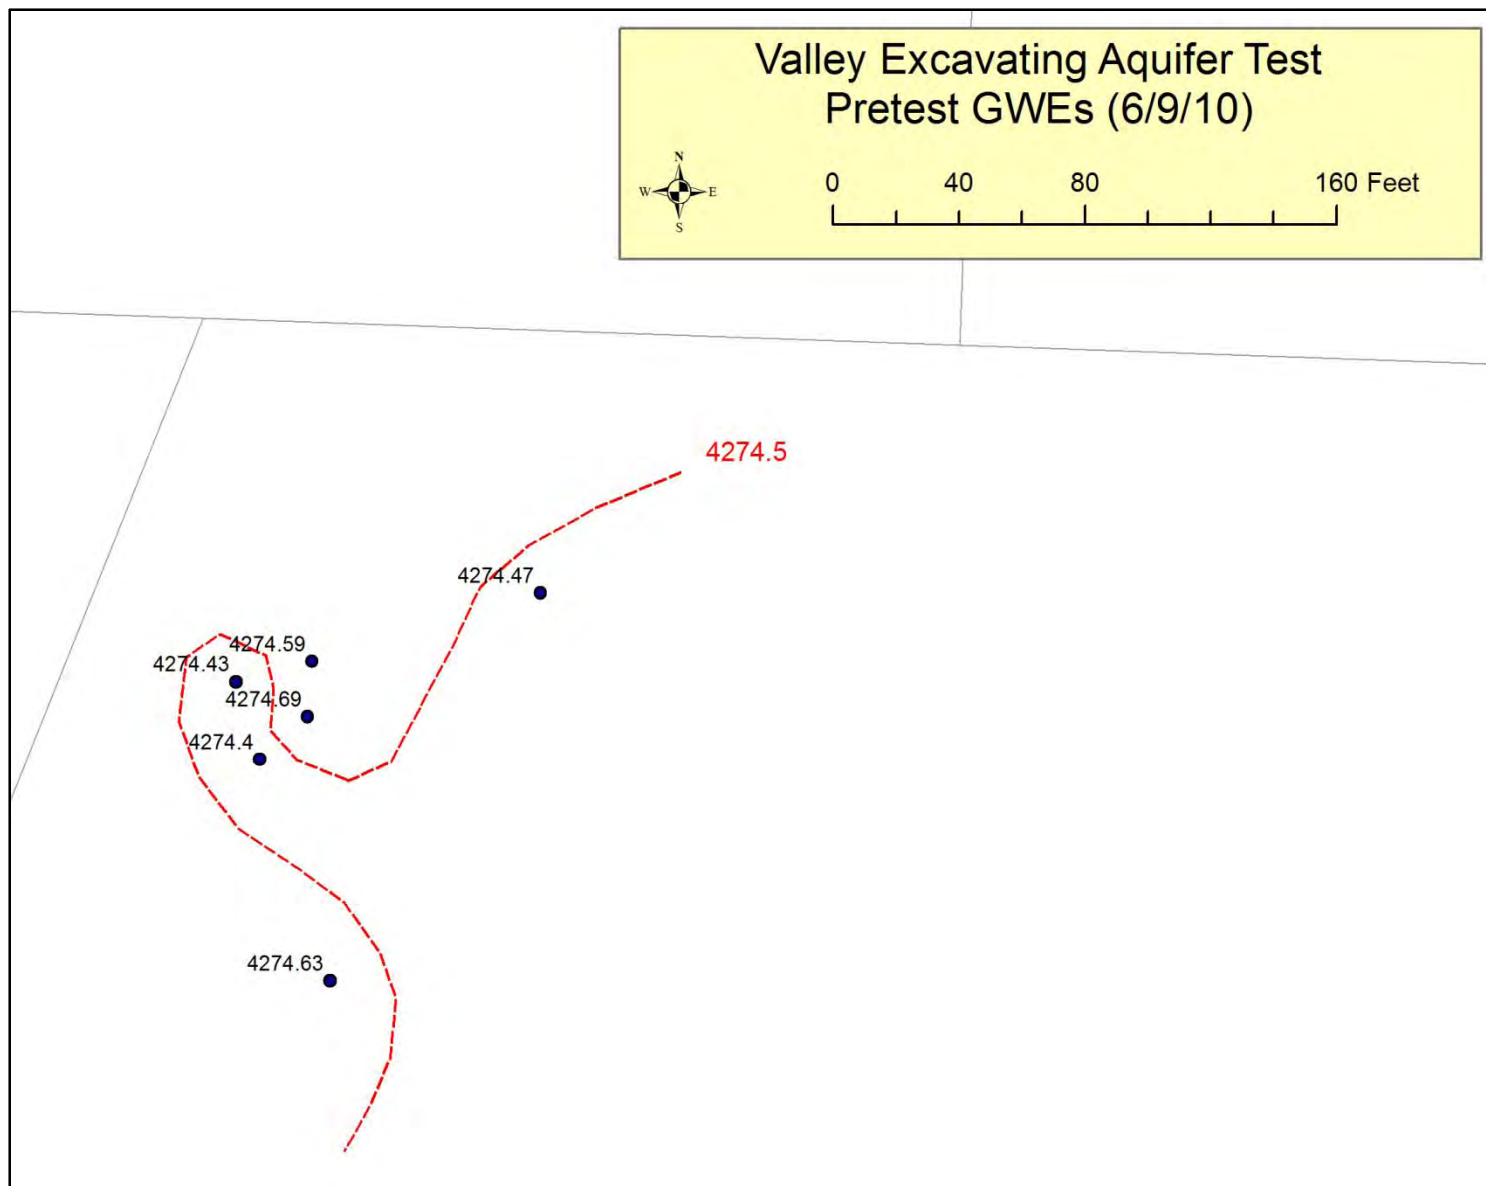 Valley Excavating Aquifer Test
Pretest GWEs (6/9/10)
N
W E
S
0 40 80 160 Feet
4274.5
4274.47
4274.59
4274.43
4274.69
4274.4
4274.63